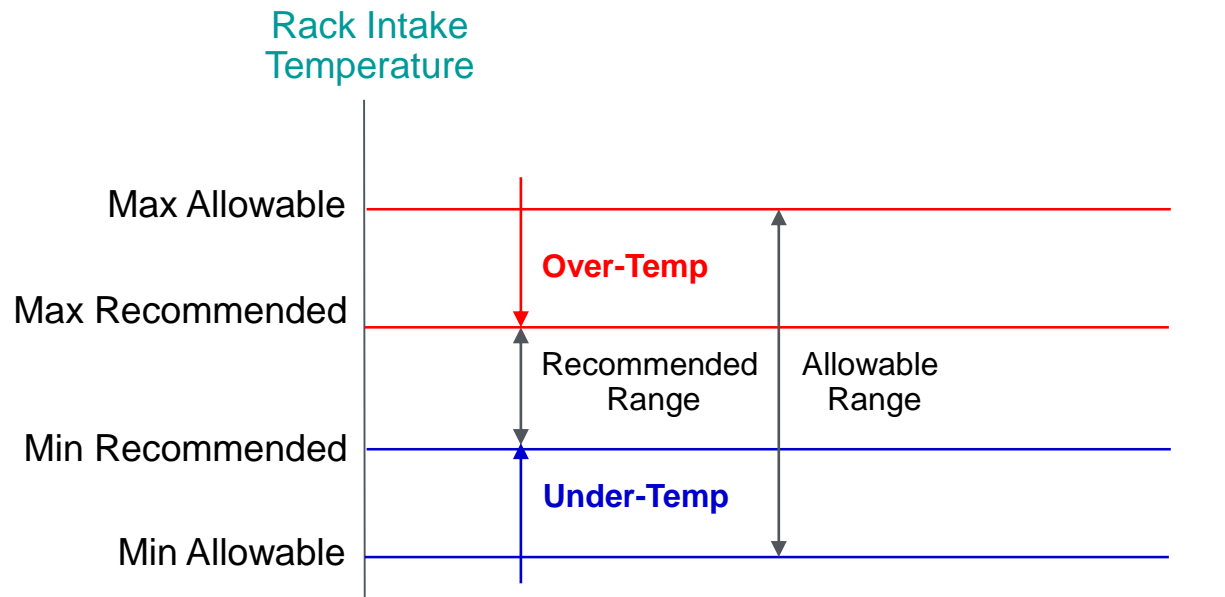 Rack Intake
Temperature
Max Allowable
Over-Temp
Max Recommended
Recommended
Range
Allowable
Range
Min Recommended
Under-Temp
Min Allowable